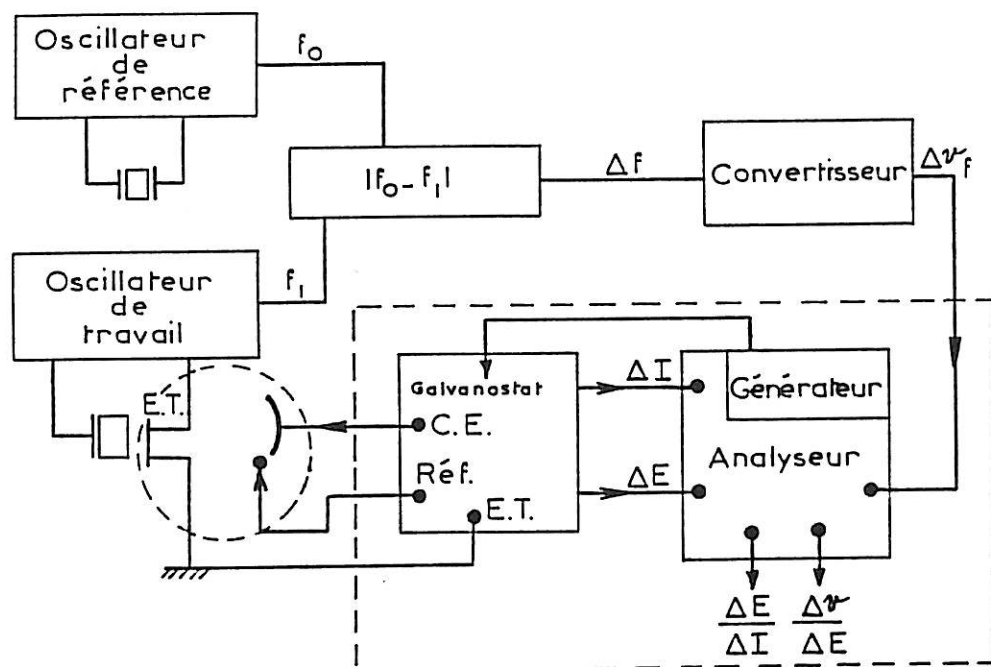 Oscillateur
de
référence
f₀
|f₀ - f₁|
Δf
Convertisseur
Δv_f
Oscillateur
de
travail
f₁
E.T.
Galvanostat
C.E.
Réf.
E.T.
ΔI
ΔE
Générateur
Analyseur
ΔE
ΔI
Δv
ΔE